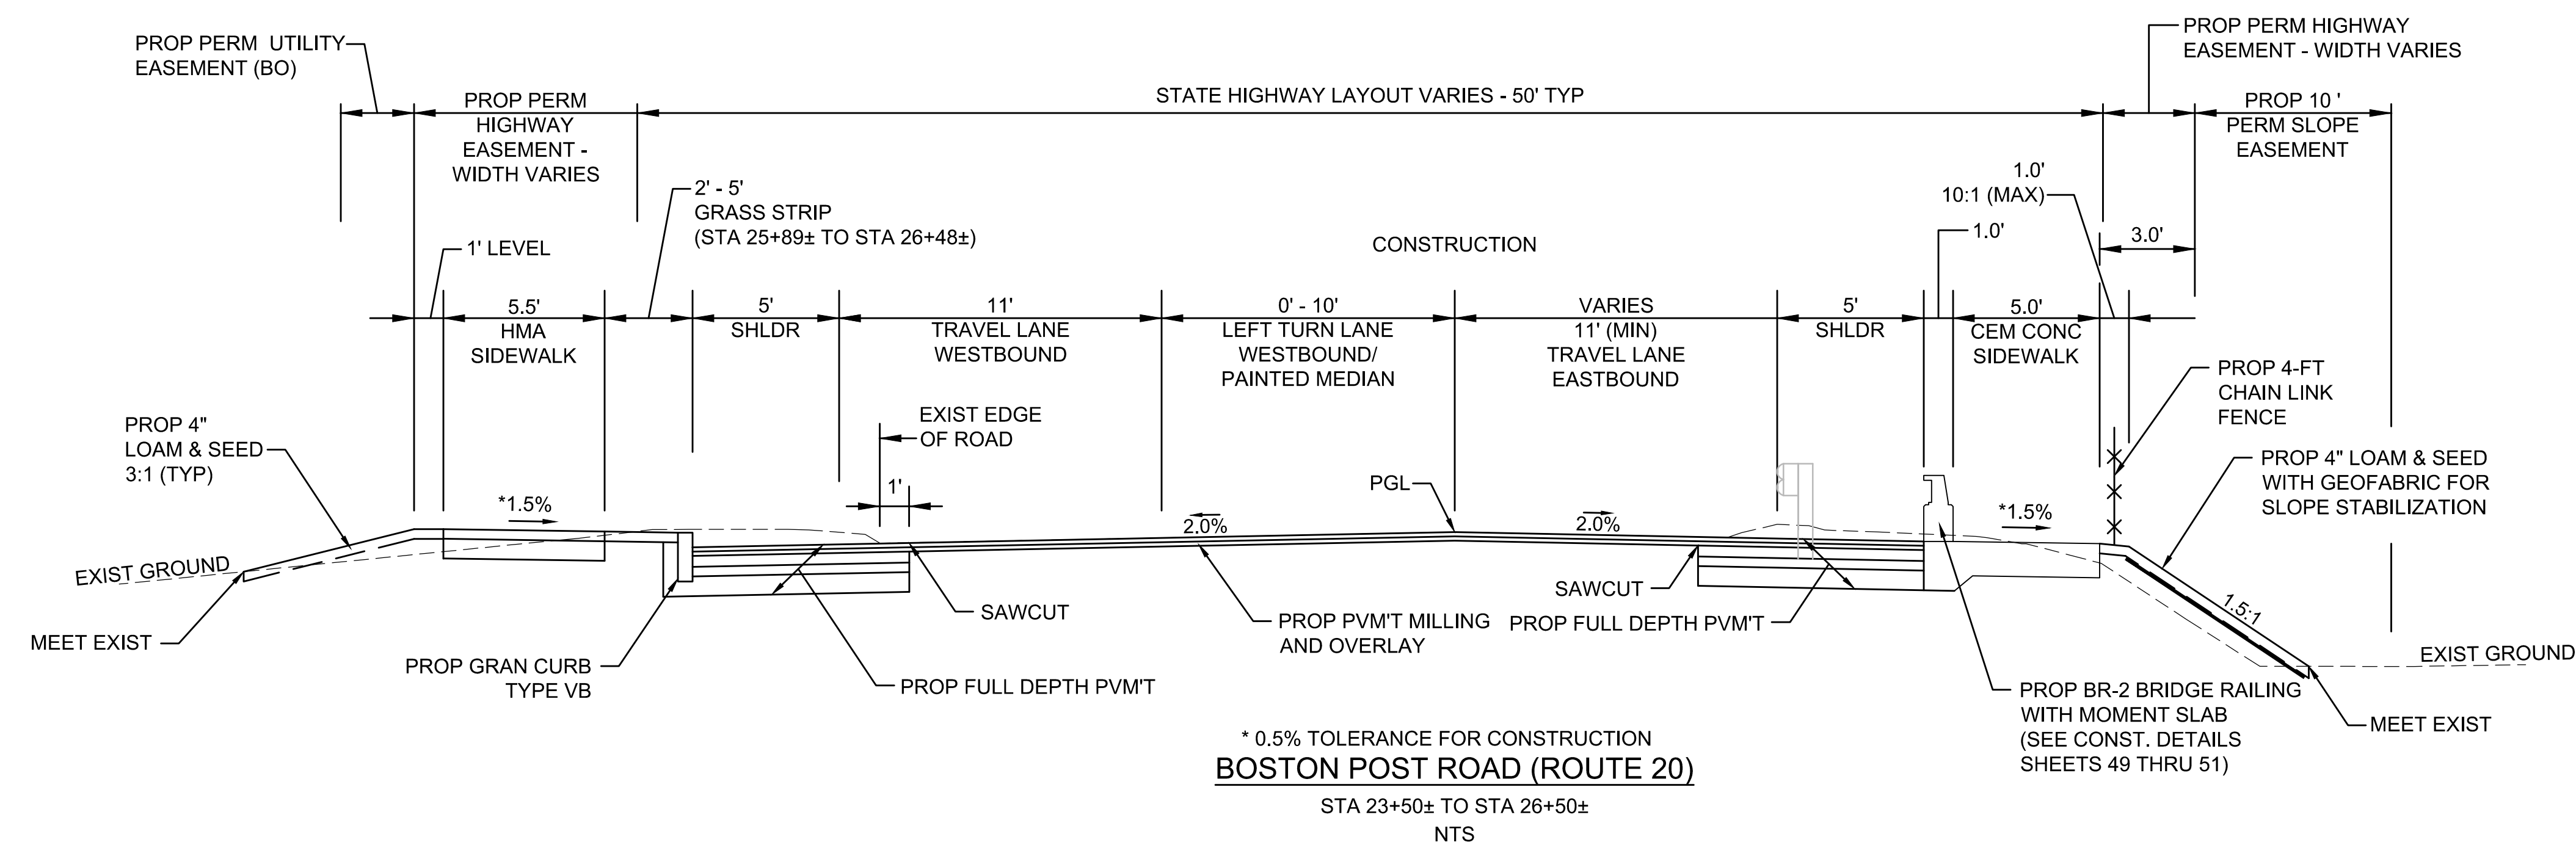 PROP PERM  UTILITY
EASEMENT (BO)
PROP PERM
HIGHWAY
EASEMENT -
WIDTH VARIES
STATE HIGHWAY LAYOUT VARIES - 50' TYP
PROP PERM HIGHWAY
EASEMENT - WIDTH VARIES
PROP 10 '
PERM SLOPE
EASEMENT
2' - 5'
GRASS STRIP
(STA 25+89± TO STA 26+48±)
1' LEVEL
CONSTRUCTION
1.0'
10:1 (MAX)
1.0'
3.0'
5.5'
HMA
SIDEWALK
5'
SHLDR
11'
TRAVEL LANE
WESTBOUND
0' - 10'
LEFT TURN LANE
WESTBOUND/
PAINTED MEDIAN
VARIES
11' (MIN)
TRAVEL LANE
EASTBOUND
5'
SHLDR
5.0'
CEM CONC
SIDEWALK
PROP 4-FT
CHAIN LINK
FENCE
PROP 4"
LOAM & SEED
3:1 (TYP)
EXIST EDGE
OF ROAD
1'
*1.5%
2.0%
PGL
2.0%
*1.5%
PROP 4" LOAM & SEED
WITH GEOFABRIC FOR
SLOPE STABILIZATION
EXIST GROUND
MEET EXIST
PROP GRAN CURB
TYPE VB
PROP FULL DEPTH PVM'T
SAWCUT
PROP PVM'T MILLING
AND OVERLAY
SAWCUT
PROP FULL DEPTH PVM'T
1.5:1
EXIST GROUND
PROP BR-2 BRIDGE RAILING
WITH MOMENT SLAB
(SEE CONST. DETAILS
SHEETS 49 THRU 51)
MEET EXIST
* 0.5% TOLERANCE FOR CONSTRUCTION
BOSTON POST ROAD (ROUTE 20)
STA 23+50± TO STA 26+50±
NTS